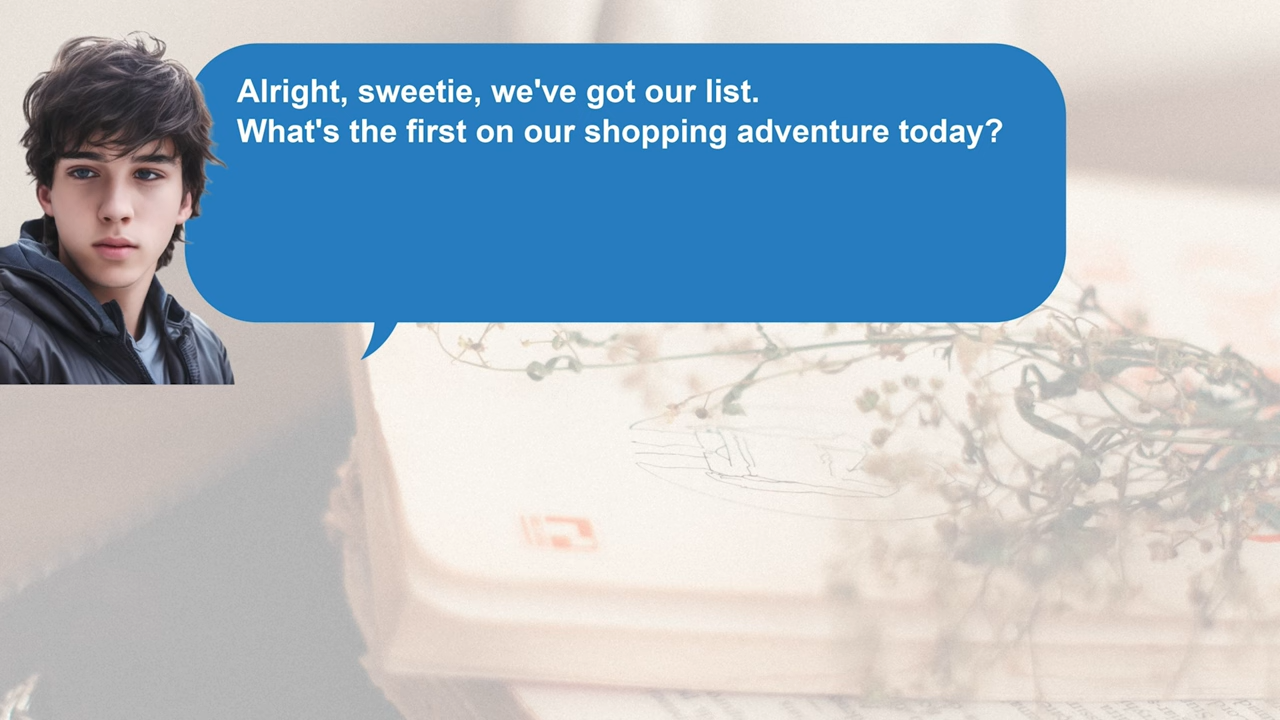 Alright, sweetie, we've got our list.
What's the first on our shopping adventure today?